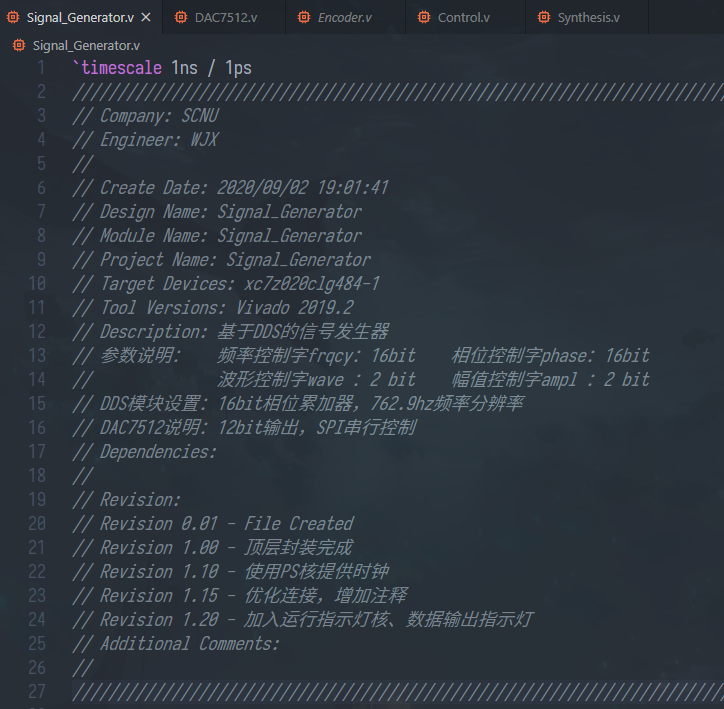 Signal_Generator.v DAC7512.v Encoder.v Control.v Synthesis.v
Signal_Generator.v
1 `timescale 1ns / 1ps
2 ////////////////////////////////////////////////////////////////////////
3 // Company: SCNU
4 // Engineer: WJX
5 //
6 // Create Date: 2020/09/02 19:01:41
7 // Design Name: Signal_Generator
8 // Module Name: Signal_Generator
9 // Project Name: Signal_Generator
10 // Target Devices: xc7z020clg484-1
11 // Tool Versions: Vivado 2019.2
12 // Description: 基于DDS的信号发生器
13 // 参数说明: 频率控制字frqcy: 16bit 相位控制字phase: 16bit
14 // 波形控制字wave : 2 bit 幅值控制字ampl : 2 bit
15 // DDS模块设置: 16bit相位累加器, 762.9hz频率分辨率
16 // DAC7512说明: 12bit输出, SPI串行控制
17 // Dependencies:
18 //
19 // Revision:
20 // Revision 0.01 - File Created
21 // Revision 1.00 - 顶层封装完成
22 // Revision 1.10 - 使用PS核提供时钟
23 // Revision 1.15 - 优化连接, 增加注释
24 // Revision 1.20 - 加入运行指示灯核、数据输出指示灯
25 // Additional Comments:
26 //
27 ////////////////////////////////////////////////////////////////////////